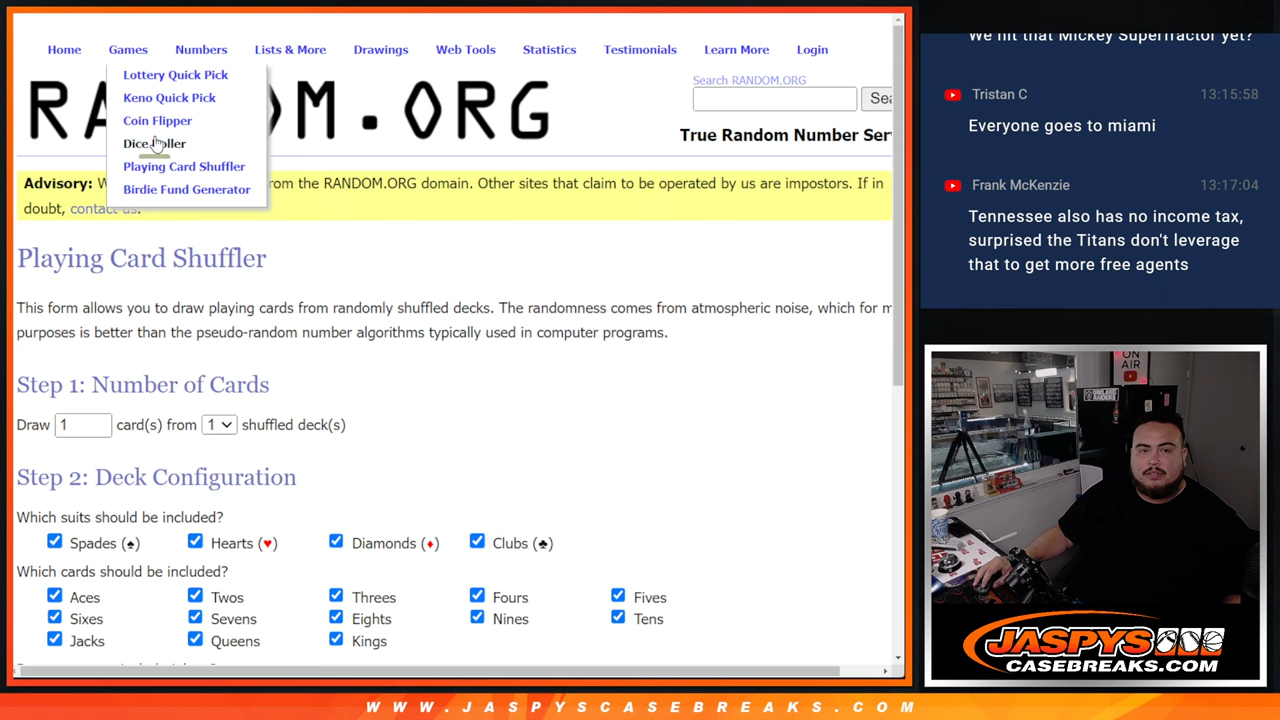 Home Games Numbers Lists & More Drawings Web Tools Statistics Testimonials Learn More Login
Lottery Quick Pick
Keno Quick Pick
Coin Flipper
Dice Roller
Playing Card Shuffler
Birdie Fund Generator
Search RANDOM.ORG
True Random Number Ser
Advisory: W
from the RANDOM.ORG domain. Other sites that claim to be operated by us are impostors. If in
doubt, contact us.
Playing Card Shuffler
This form allows you to draw playing cards from randomly shuffled decks. The randomness comes from atmospheric noise, which for m
purposes is better than the pseudo-random number algorithms typically used in computer programs.
Step 1: Number of Cards
Draw 1 card(s) from 1 shuffled deck(s)
Step 2: Deck Configuration
Which suits should be included?
Spades (♠) Hearts (♥) Diamonds (♦) Clubs (♣)
Which cards should be included?
Aces Twos Threes Fours Fives
Sixes Sevens Eights Nines Tens
Jacks Queens Kings
We hit that Mickey Superfractor yet?
Tristan C 13:15:58
Everyone goes to miami
Frank McKenzie 13:17:04
Tennessee also has no income tax,
surprised the Titans don't leverage
that to get more free agents
ON
AIR
JASPYS
CASEBREAKS.COM
WWW.JASPYSCASEBREAKS.COM